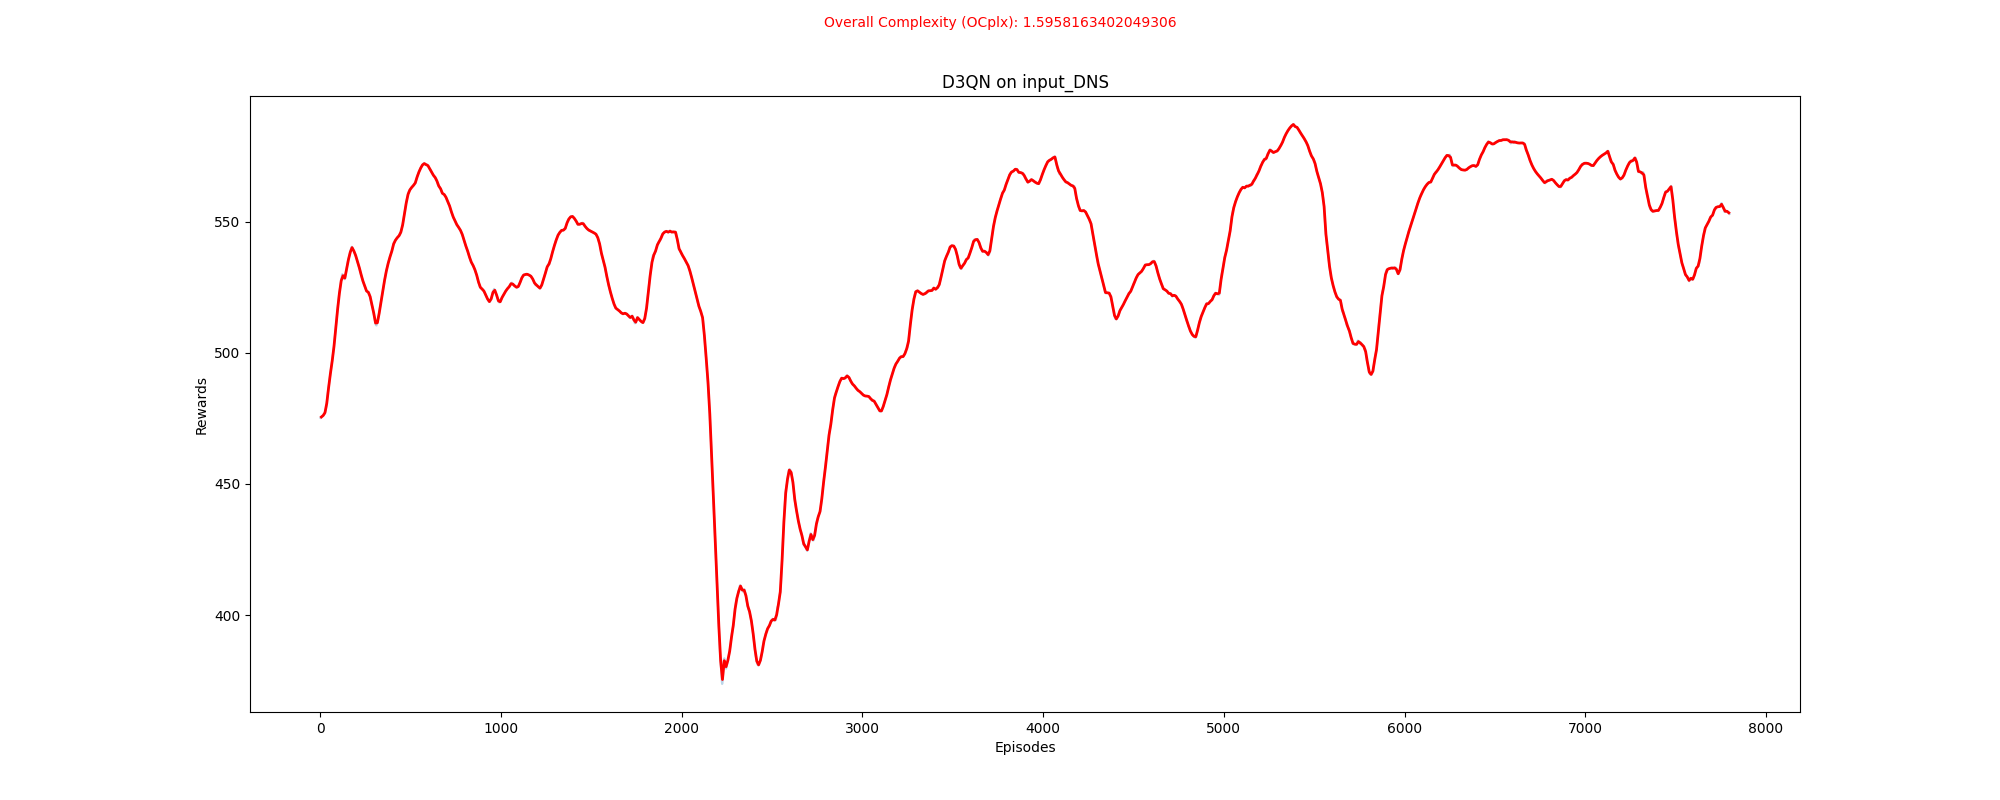 Overall Complexity (OCplx): 1.5958163402049306
D3QN on input_DNS
Rewards
550
500
450
400
0 1000 2000 3000 4000 5000 6000 7000 8000
Episodes